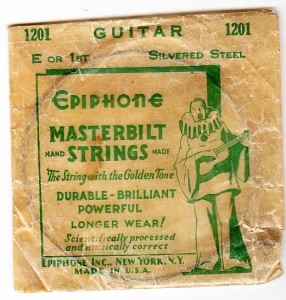 1201 GUITAR 1201
E OR 1ST SILVERED STEEL
EPIPHONE
MASTERBILT
HAND STRINGS MADE
The String with the Golden Tone
DURABLE-BRILLIANT
POWERFUL
LONGER WEAR!
Scientifically processed
and musically correct
EPIPHONE INC., NEW YORK, N.Y.
MADE IN U.S.A.